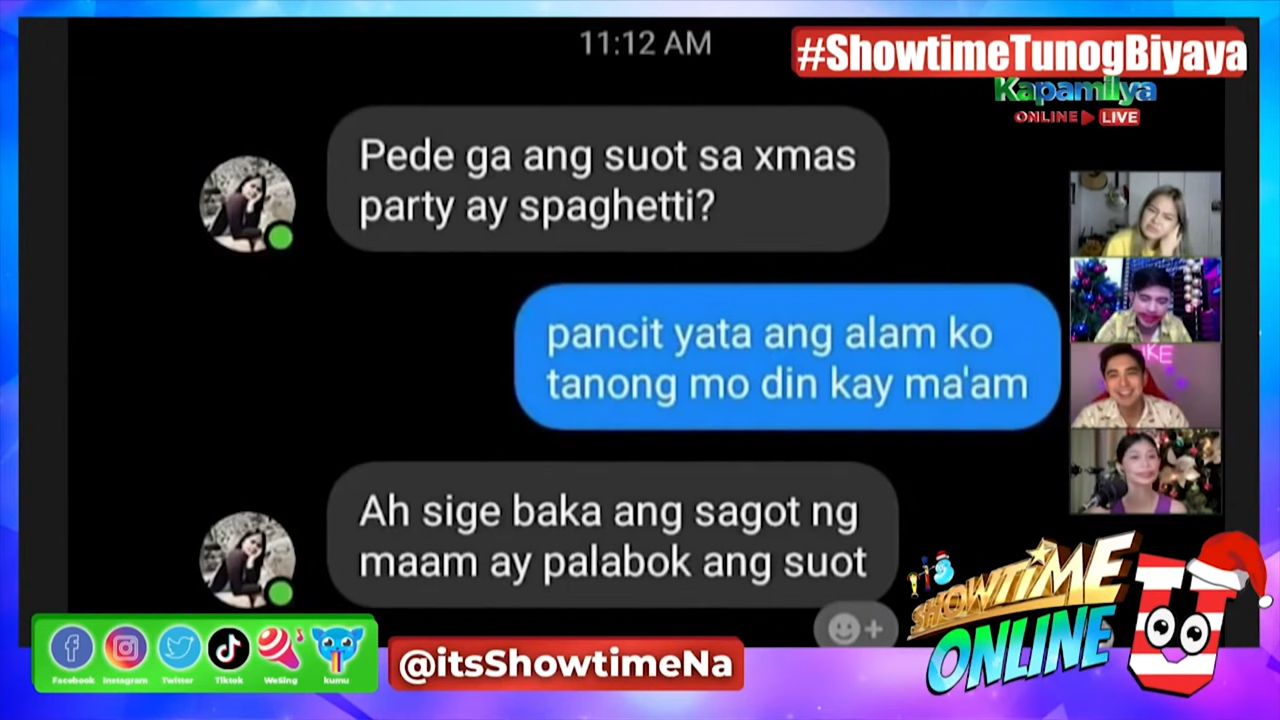 11:12 AM
#ShowtimeTunogBiyaya
Kapamilya
ONLINE LIVE
Pede ga ang suot sa xmas
party ay spaghetti?
pancit yata ang alam ko
tanong mo din kay ma'am
Ah sige baka ang sagot ng
maam ay palabok ang suot
IKE
it's
SHOWTIME
ONLINE U
Facebook Instagram Twitter Tiktok WeSing kumu
@itsShowtimeNa